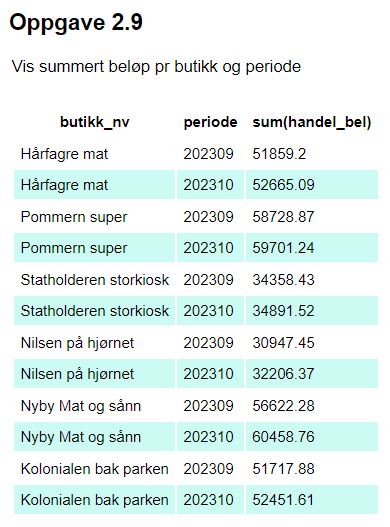 Oppgave 2.9
Vis summert beløp pr butikk og periode
butikk_nv periode sum(handel_bel)
Hårfagre mat 202309 51859.2
Hårfagre mat 202310 52665.09
Pommern super 202309 58728.87
Pommern super 202310 59701.24
Statholderen storkiosk 202309 34358.43
Statholderen storkiosk 202310 34891.52
Nilsen på hjørnet 202309 30947.45
Nilsen på hjørnet 202310 32206.37
Nyby Mat og sånn 202309 56622.28
Nyby Mat og sånn 202310 60458.76
Kolonialen bak parken 202309 51717.88
Kolonialen bak parken 202310 52451.61